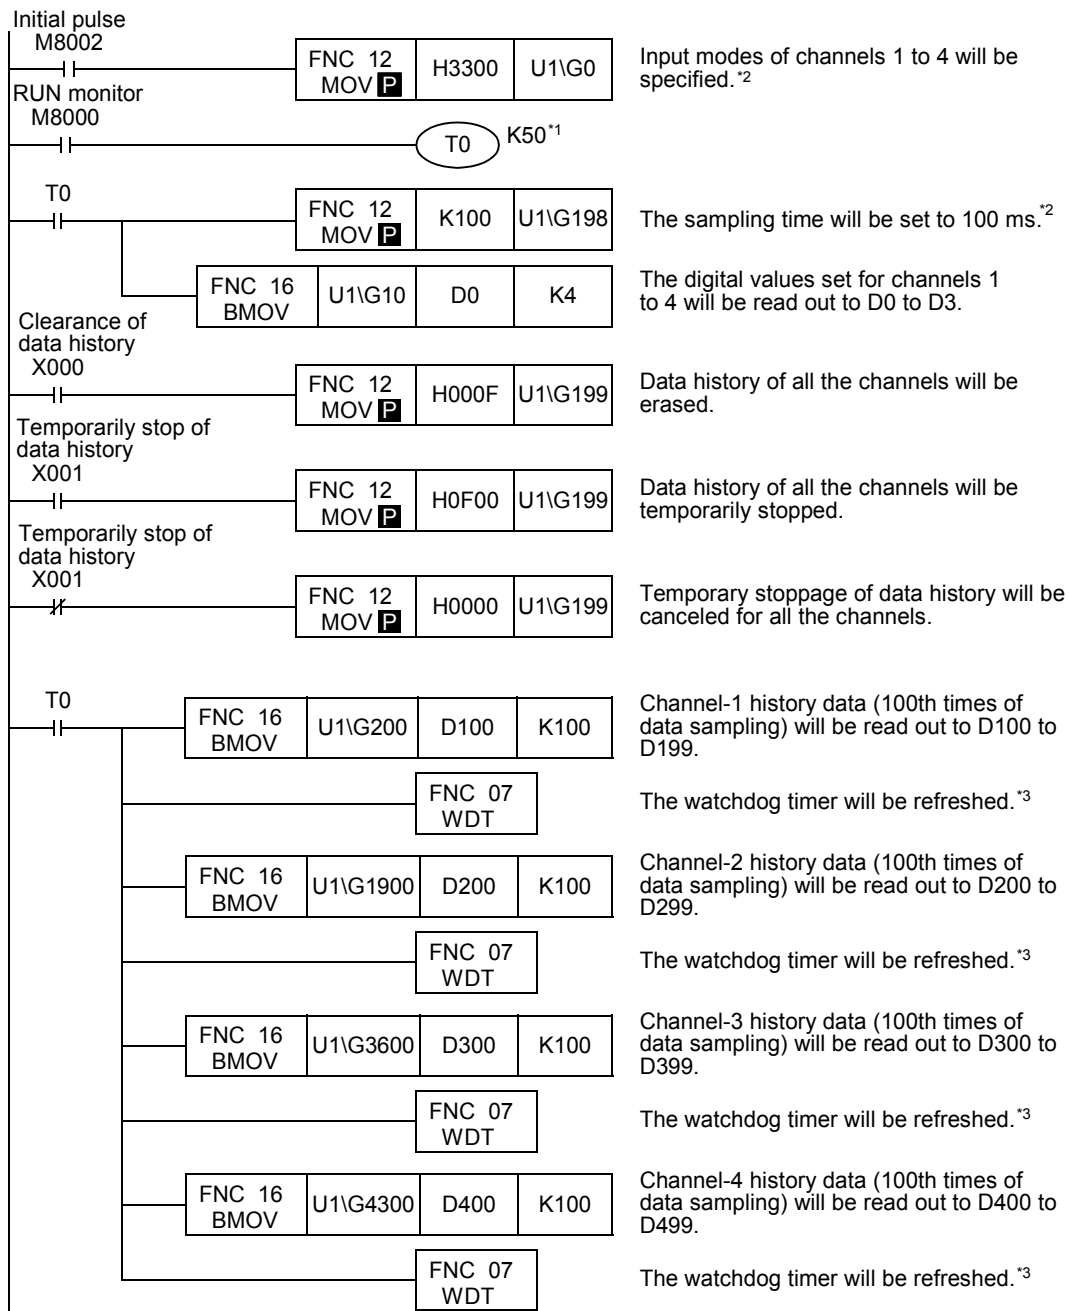 Initial pulse
M8002
FNC 12
MOV P
H3300
U1\G0
Input modes of channels 1 to 4 will be
specified.*2
RUN monitor
M8000
T0
K50*1
T0
FNC 12
MOV P
K100
U1\G198
The sampling time will be set to 100 ms.*2
FNC 16
BMOV
U1\G10
D0
K4
The digital values set for channels 1
to 4 will be read out to D0 to D3.
Clearance of
data history
X000
FNC 12
MOV P
H000F
U1\G199
Data history of all the channels will be
erased.
Temporarily stop of
data history
X001
FNC 12
MOV P
H0F00
U1\G199
Data history of all the channels will be
temporarily stopped.
Temporarily stop of
data history
X001
FNC 12
MOV P
H0000
U1\G199
Temporary stoppage of data history will be
canceled for all the channels.
T0
FNC 16
BMOV
U1\G200
D100
K100
Channel-1 history data (100th times of
data sampling) will be read out to D100 to
D199.
FNC 07
WDT
The watchdog timer will be refreshed.*3
FNC 16
BMOV
U1\G1900
D200
K100
Channel-2 history data (100th times of
data sampling) will be read out to D200 to
D299.
FNC 07
WDT
The watchdog timer will be refreshed.*3
FNC 16
BMOV
U1\G3600
D300
K100
Channel-3 history data (100th times of
data sampling) will be read out to D300 to
D399.
FNC 07
WDT
The watchdog timer will be refreshed.*3
FNC 16
BMOV
U1\G4300
D400
K100
Channel-4 history data (100th times of
data sampling) will be read out to D400 to
D499.
FNC 07
WDT
The watchdog timer will be refreshed.*3